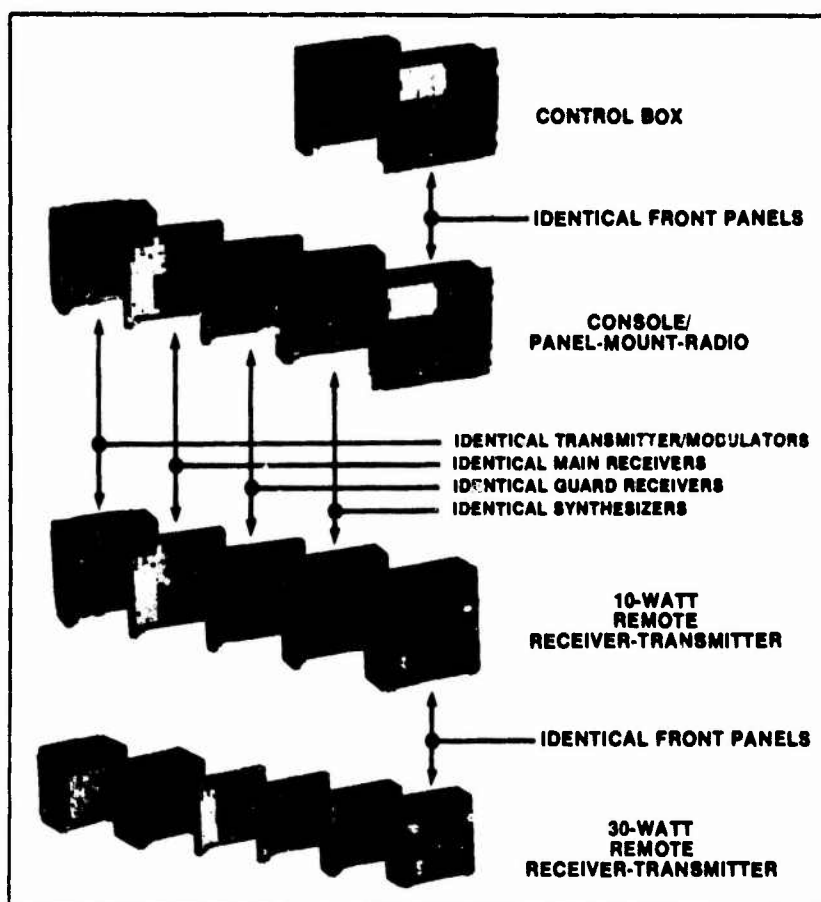 CONTROL BOX
IDENTICAL FRONT PANELS
CONSOLE/
PANEL-MOUNT-RADIO
IDENTICAL TRANSMITTER/MODULATORS
IDENTICAL MAIN RECEIVERS
IDENTICAL GUARD RECEIVERS
IDENTICAL SYNTHESIZERS
10-WATT
REMOTE
RECEIVER-TRANSMITTER
IDENTICAL FRONT PANELS
30-WATT
REMOTE
RECEIVER-TRANSMITTER